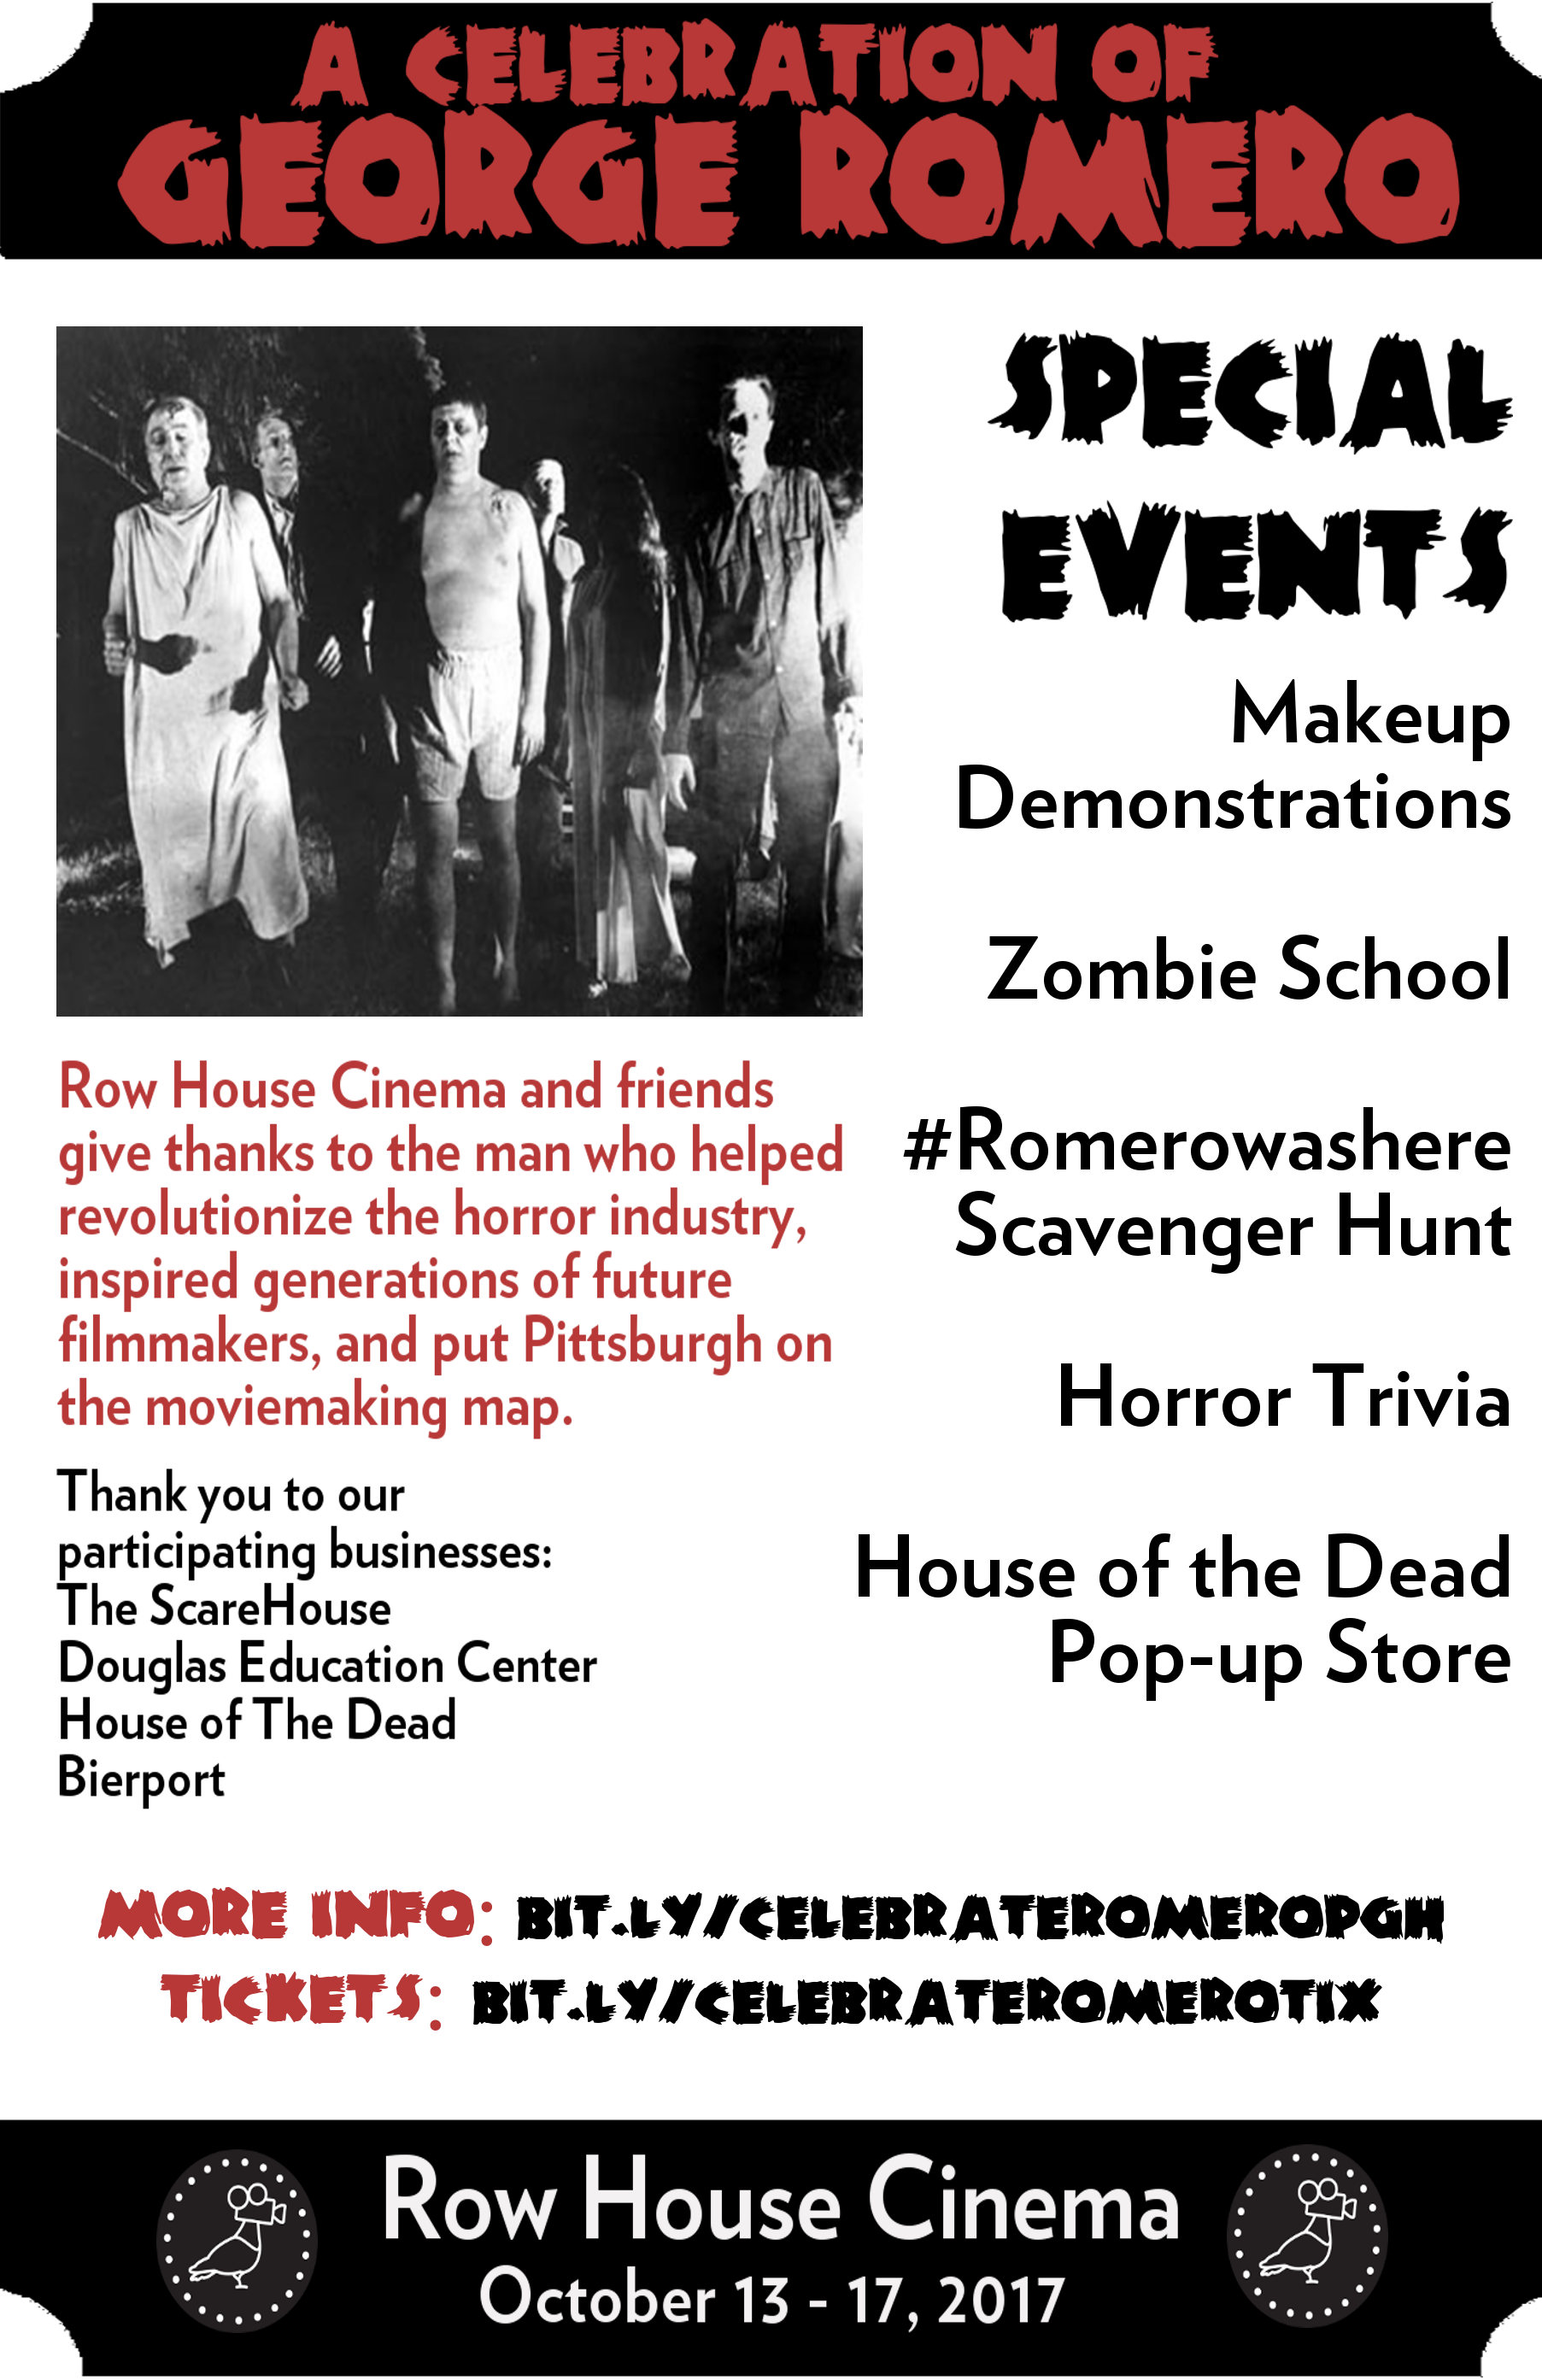 A CELEBRATION OF
GEORGE ROMERO
SPECIAL
EVENTS
Makeup
Demonstrations
Zombie School
#Romerowashere
Scavenger Hunt
Horror Trivia
House of the Dead
Pop-up Store
Row House Cinema and friends
give thanks to the man who helped
revolutionize the horror industry,
inspired generations of future
filmmakers, and put Pittsburgh on
the moviemaking map.
Thank you to our
participating businesses:
The ScareHouse
Douglas Education Center
House of The Dead
Bierport
MORE INFO: BIT.LY/CELEBRATEROMEROPGH
TICKETS: BIT.LY/CELEBRATEROMEROTIX
Row House Cinema
October 13 - 17, 2017